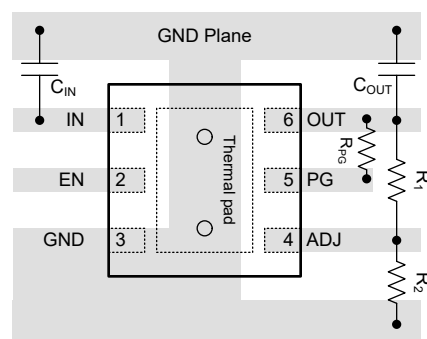 GND Plane
CIN
COUT
IN 1
6 OUT
RPG
Thermal pad
EN 2
5 PG
R1
GND 3
4 ADJ
R2